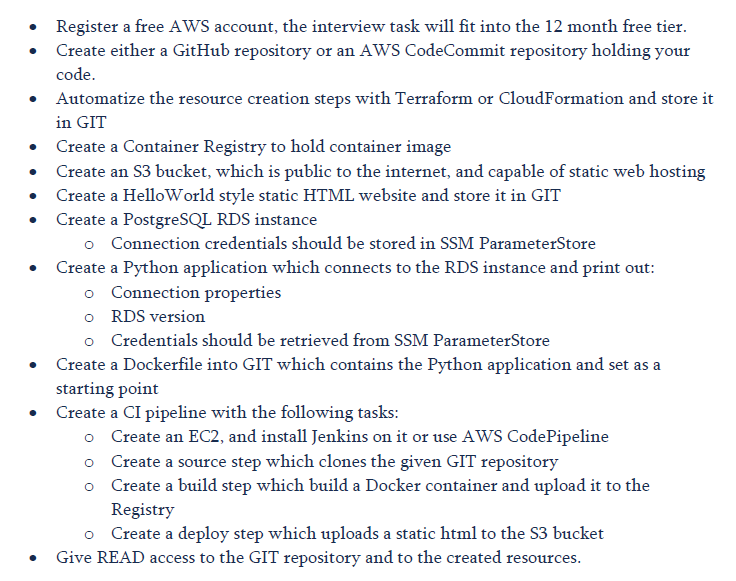 • Register a free AWS account, the interview task will fit into the 12 month free tier.
• Create either a GitHub repository or an AWS CodeCommit repository holding your
code.
• Automatize the resource creation steps with Terraform or CloudFormation and store it
in GIT
• Create a Container Registry to hold container image
• Create an S3 bucket, which is public to the internet, and capable of static web hosting
• Create a HelloWorld style static HTML website and store it in GIT
• Create a PostgreSQL RDS instance
o Connection credentials should be stored in SSM ParameterStore
• Create a Python application which connects to the RDS instance and print out:
o Connection properties
o RDS version
o Credentials should be retrieved from SSM ParameterStore
• Create a Dockerfile into GIT which contains the Python application and set as a
starting point
• Create a CI pipeline with the following tasks:
o Create an EC2, and install Jenkins on it or use AWS CodePipeline
o Create a source step which clones the given GIT repository
o Create a build step which build a Docker container and upload it to the
Registry
o Create a deploy step which uploads a static html to the S3 bucket
• Give READ access to the GIT repository and to the created resources.